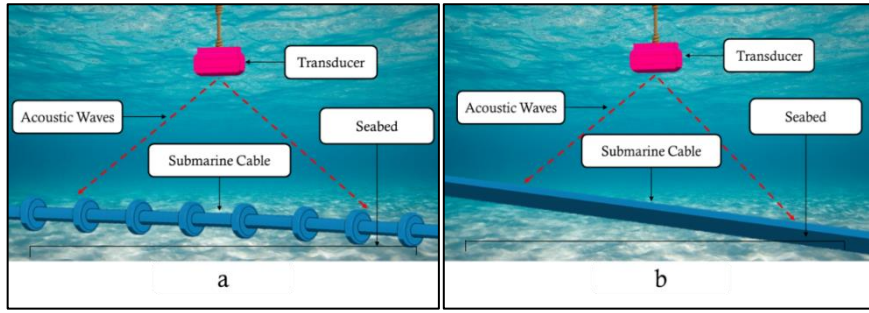 Transducer
Acoustic Waves
Seabed
Submarine Cable
a
Transducer
Acoustic Waves
Seabed
Submarine Cable
b